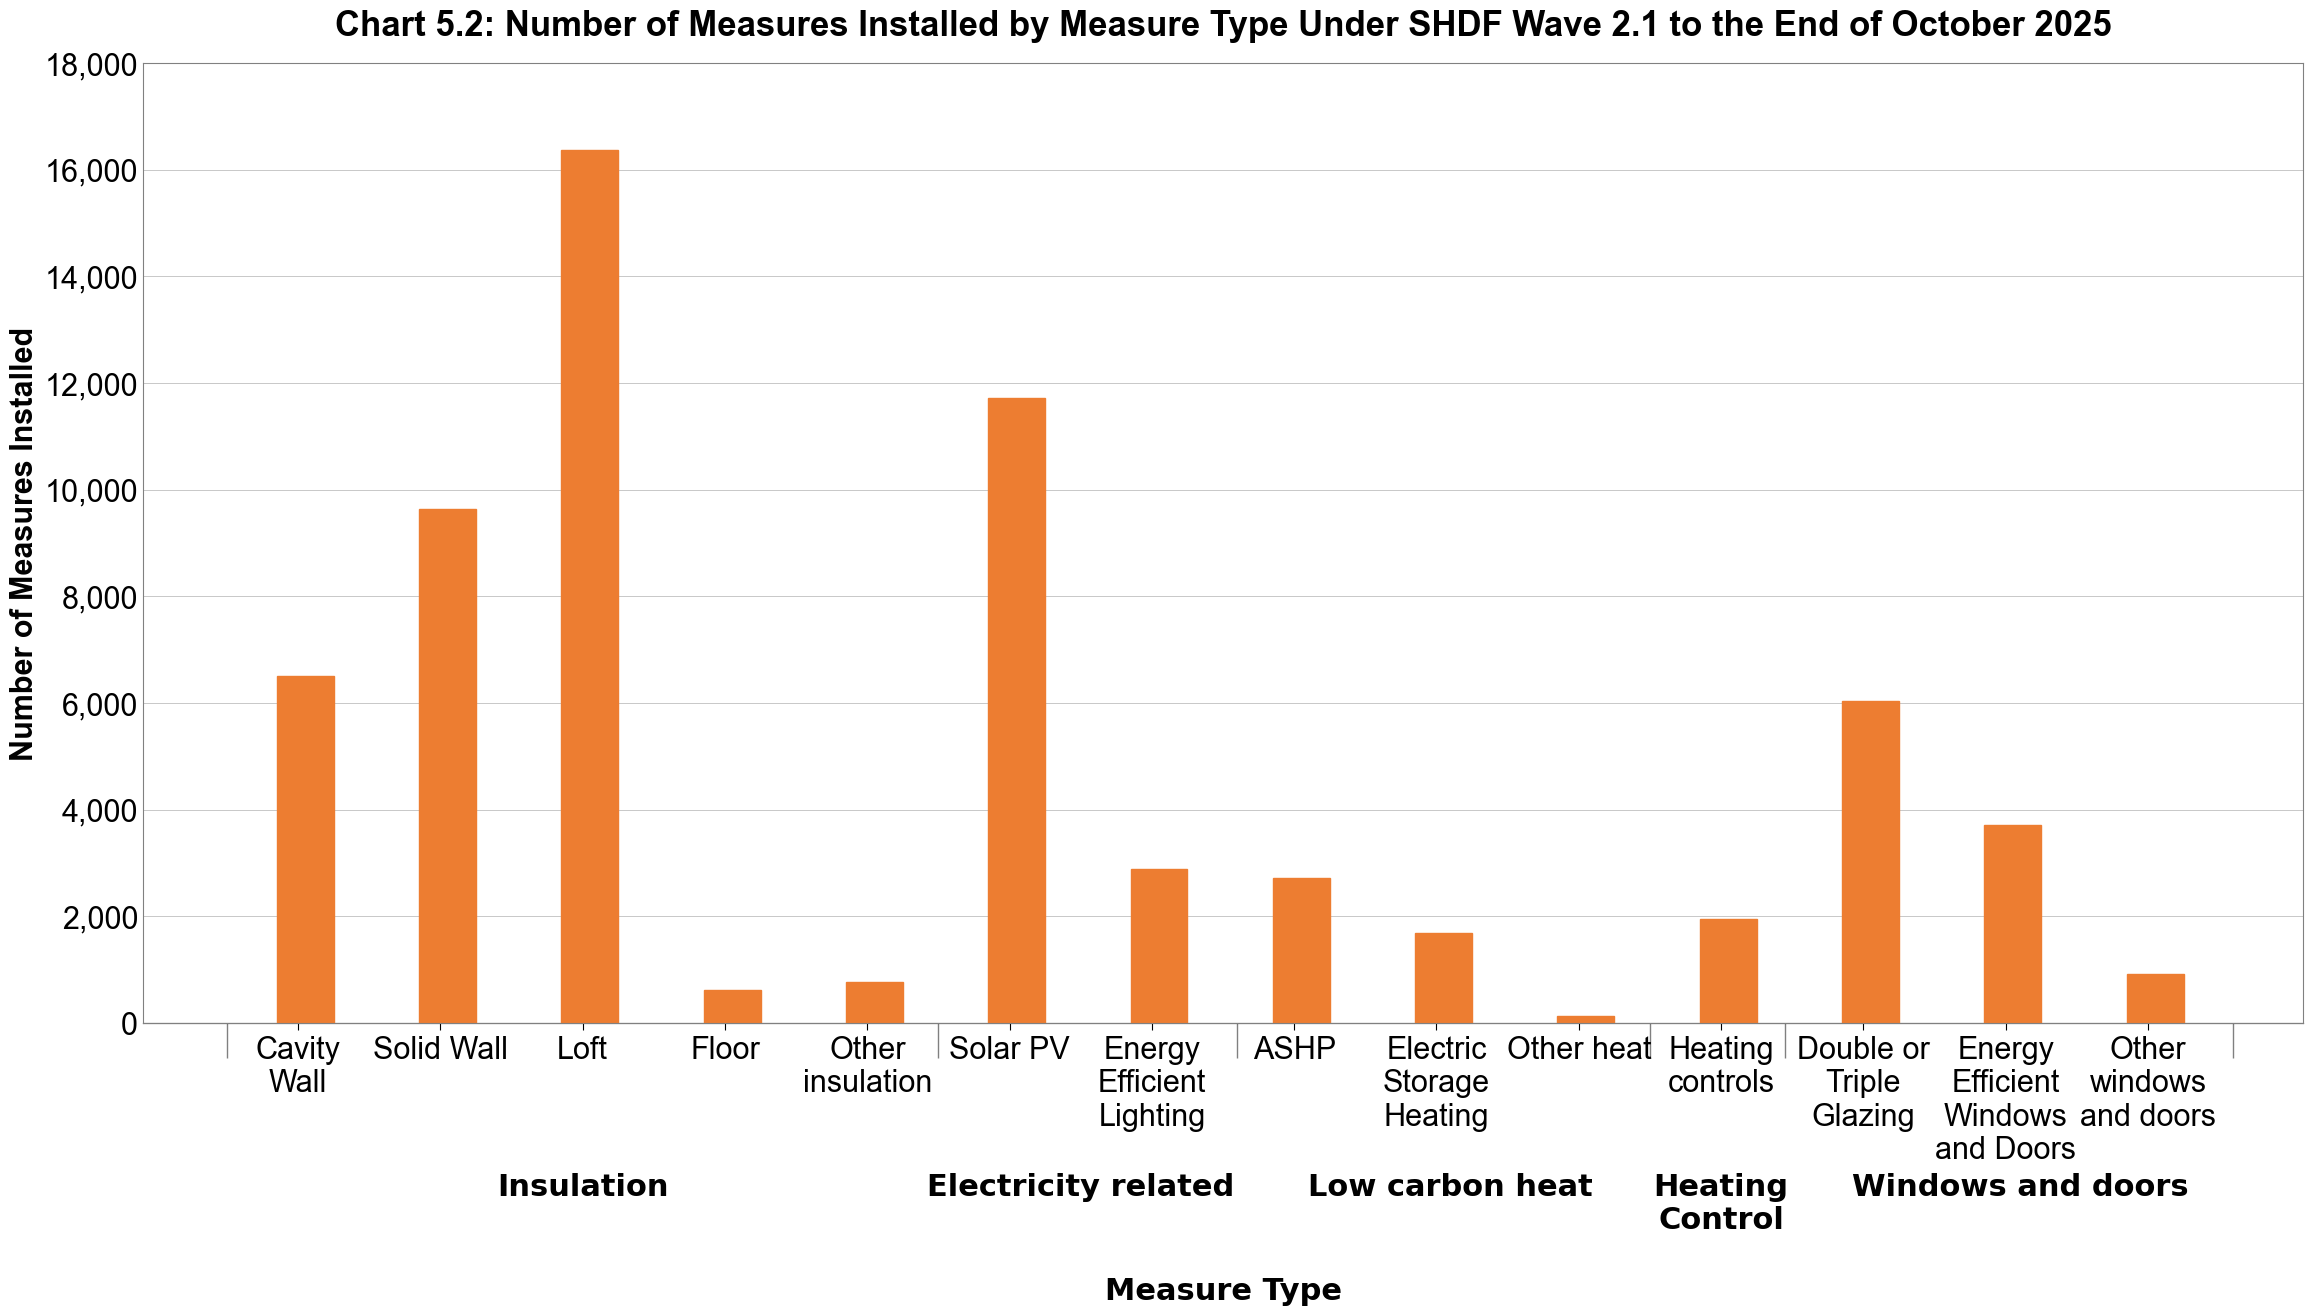 Chart 5.2: Number of Measures Installed by Measure Type Under SHDF Wave 2.1 to the End of October 2025
Number of Measures Installed
18,000
16,000
14,000
12,000
10,000
8,000
6,000
4,000
2,000
0
Cavity
Wall
Solid Wall
Loft
Floor
Other
insulation
Solar PV
Energy
Efficient
Lighting
ASHP
Electric
Storage
Heating
Other heat
Heating
controls
Double or
Triple
Glazing
Energy
Efficient
Windows
and Doors
Other
windows
and doors
Insulation
Electricity related
Low carbon heat
Heating
Control
Windows and doors
Measure Type